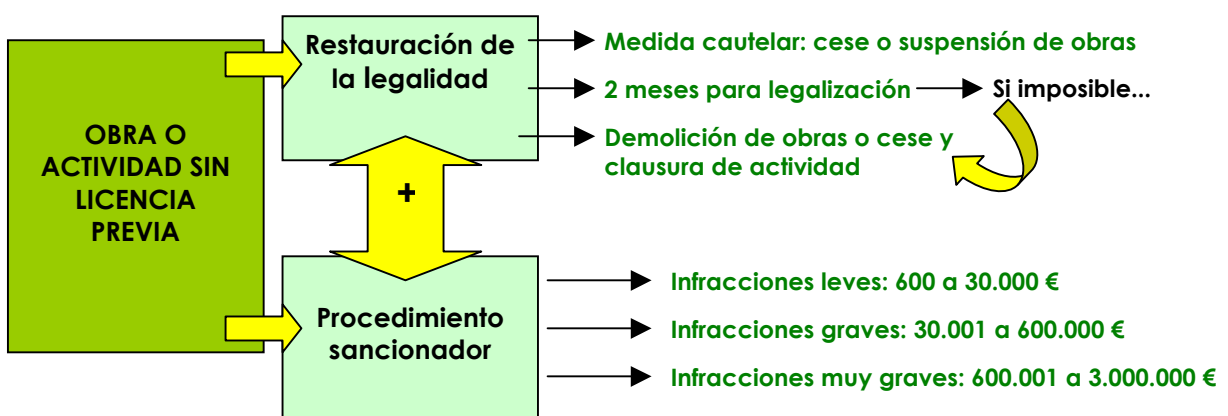 OBRA O
ACTIVIDAD SIN
LICENCIA
PREVIA
Restauración de
la legalidad
Medida cautelar: cese o suspensión de obras
2 meses para legalización
Si imposible...
Demolición de obras o cese y
clausura de actividad
+
Procedimiento
sancionador
Infracciones leves: 600 a 30.000 €
Infracciones graves: 30.001 a 600.000 €
Infracciones muy graves: 600.001 a 3.000.000 €